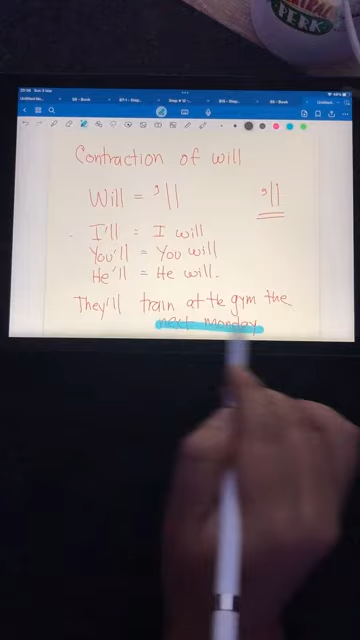 PERK
Contraction of will
Will = 'll
'll
I'll = I will
You'll = You will
He'll = He will.
They'll train at the gym the
next monday